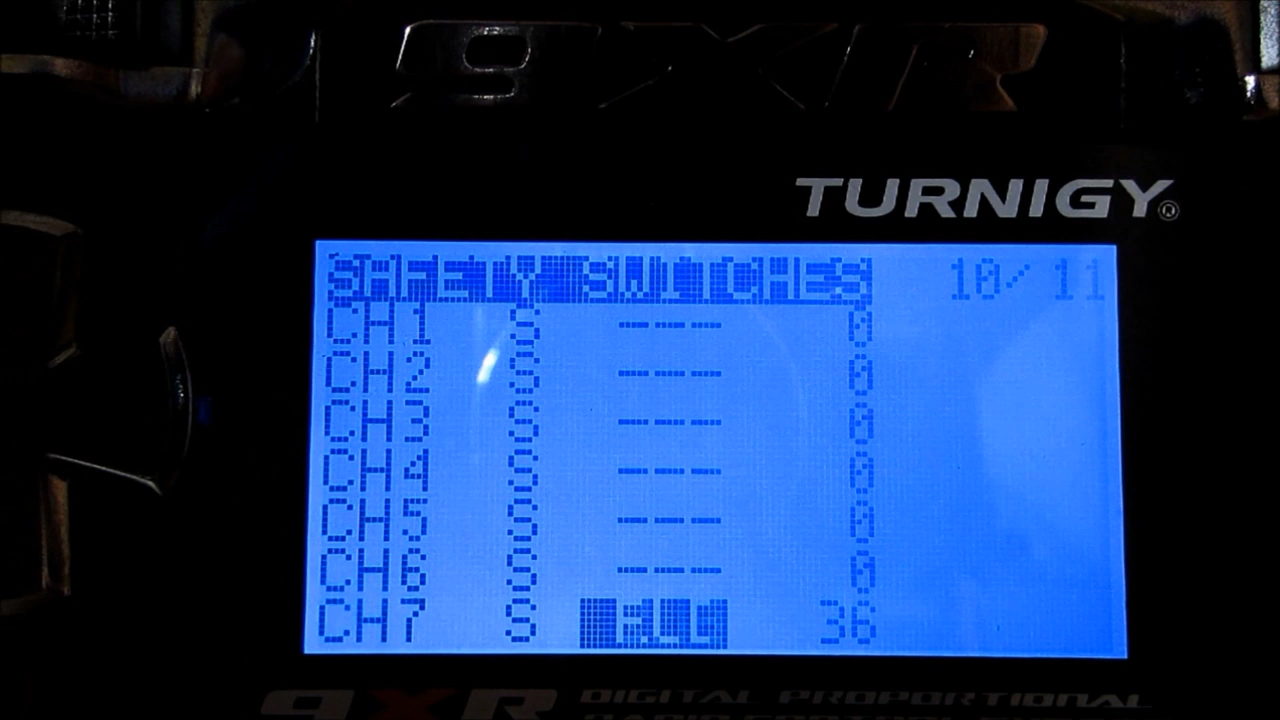 9XR
TURNIGY®
SAFETY SWITCHES 10/11
CH1 S --- 0
CH2 S --- 0
CH3 S --- 0
CH4 S --- 0
CH5 S --- 0
CH6 S --- 0
CH7 S 36
9XR DIGITAL PROPORTIONAL